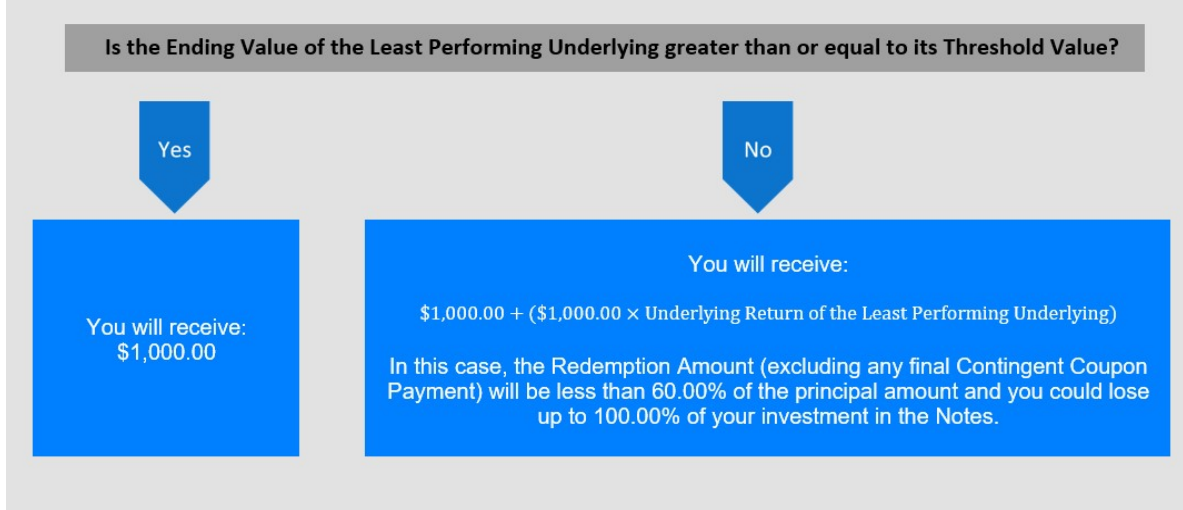 Is the Ending Value of the Least Performing Underlying greater than or equal to its Threshold Value?
Yes
No
You will receive:
$1,000.00
You will receive:
$1,000.00 + ($1,000.00 × Underlying Return of the Least Performing Underlying)
In this case, the Redemption Amount (excluding any final Contingent Coupon
Payment) will be less than 60.00% of the principal amount and you could lose
up to 100.00% of your investment in the Notes.